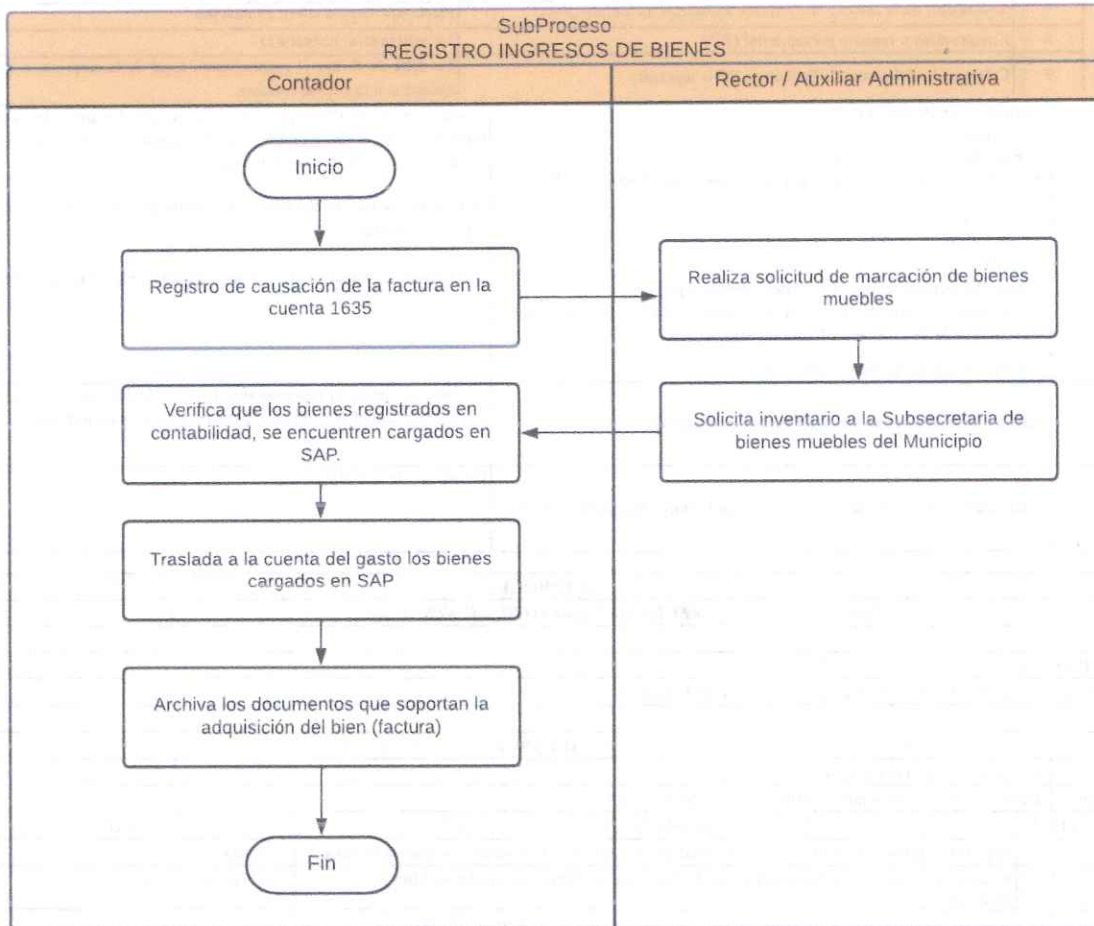 SubProceso
REGISTRO INGRESOS DE BIENES
Contador
Rector / Auxiliar Administrativa
Inicio
Registro de causación de la factura en la
cuenta 1635
Realiza solicitud de marcación de bienes
muebles
Solicita inventario a la Subsecretaria de
bienes muebles del Municipio
Verifica que los bienes registrados en
contabilidad, se encuentren cargados en
SAP.
Traslada a la cuenta del gasto los bienes
cargados en SAP
Archiva los documentos que soportan la
adquisición del bien (factura)
Fin